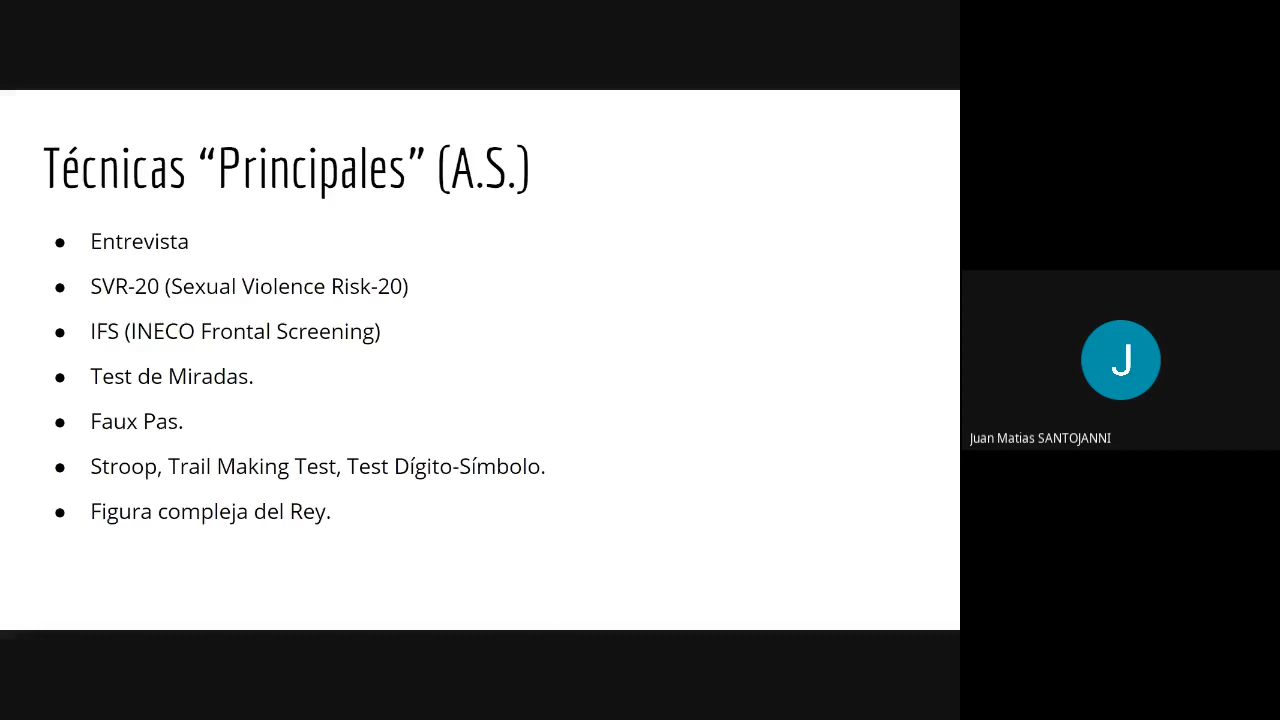 Técnicas “Principales” (A.S.)
● Entrevista
● SVR-20 (Sexual Violence Risk-20)
● IFS (INECO Frontal Screening)
● Test de Miradas.
● Faux Pas.
● Stroop, Trail Making Test, Test Dígito-Símbolo.
● Figura compleja del Rey.
J
Juan Matias SANTOJANNI